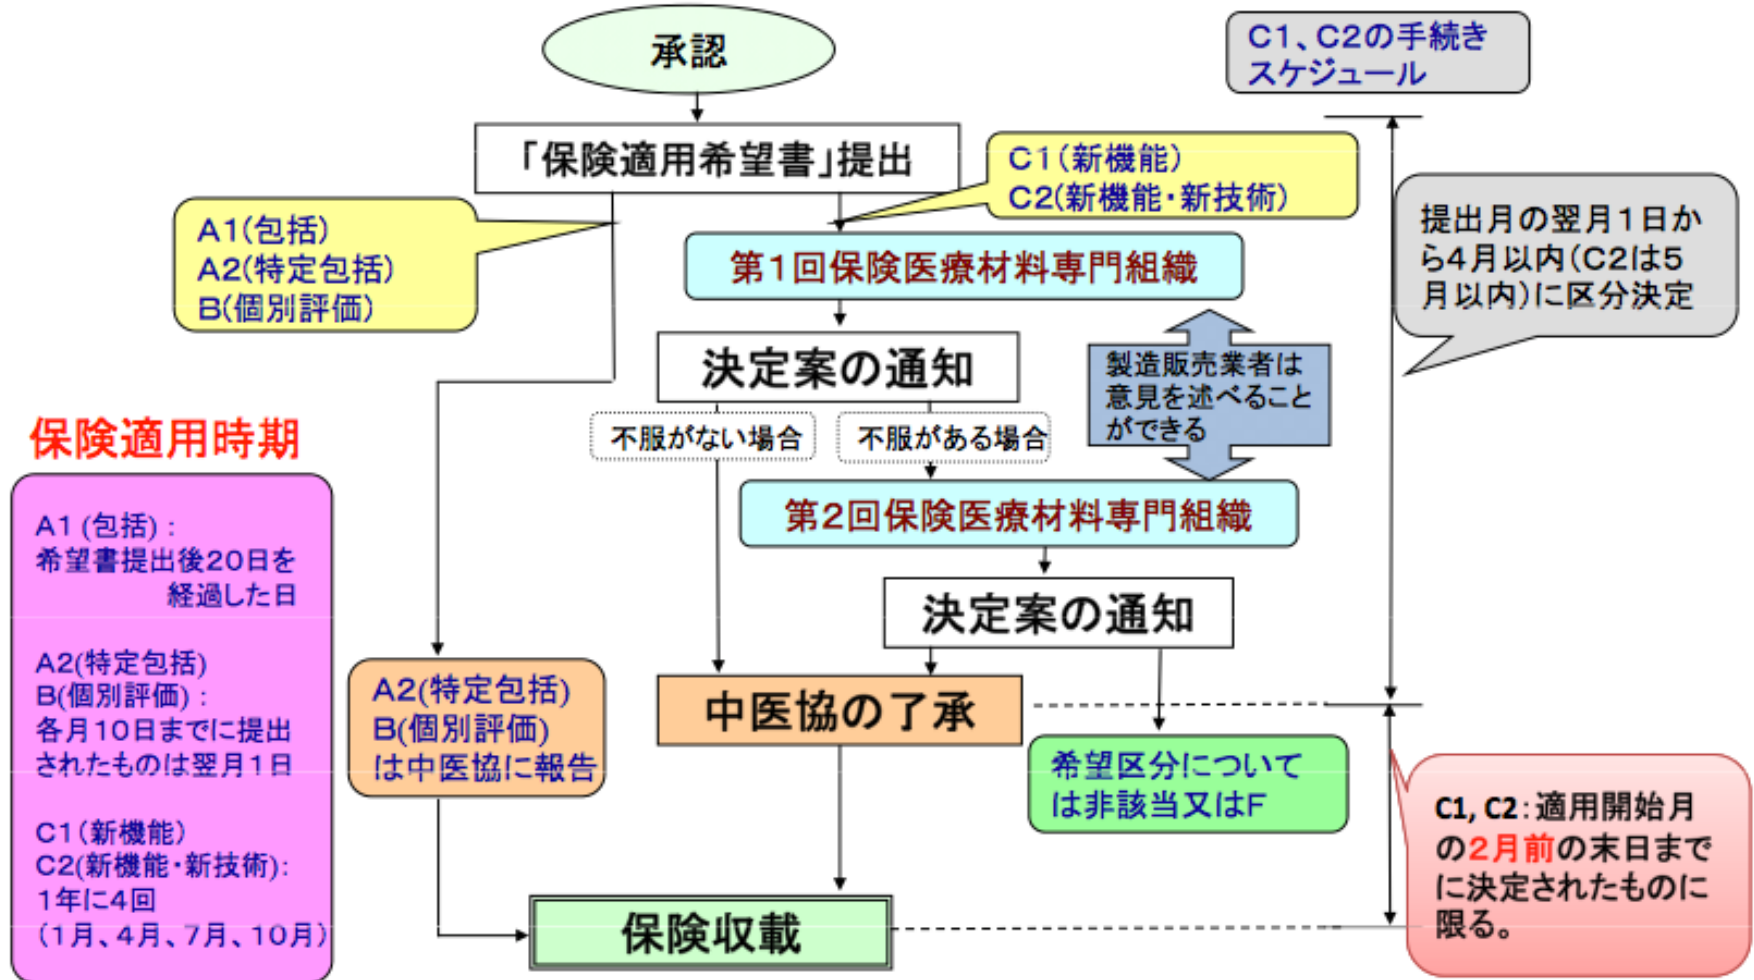 承認
C1、C2の手続き
スケジュール
「保険適用希望書」提出
C1(新機能)
C2(新機能・新技術)
A1(包括)
A2(特定包括)
B(個別評価)
第1回保険医療材料専門組織
提出月の翌月1日か
ら4月以内(C2は5
月以内)に区分決定
決定案の通知
製造販売業者は
意見を述べること
ができる
不服がない場合
不服がある場合
保険適用時期
第2回保険医療材料専門組織
A1 (包括) :
希望書提出後20日を
経過した日
A2(特定包括)
B(個別評価) :
各月10日までに提出
されたものは翌月1日
C1(新機能)
C2(新機能・新技術):
1年に4回
(1月、4月、7月、10月)
決定案の通知
A2(特定包括)
B(個別評価)
は中医協に報告
中医協の了承
希望区分について
は非該当又はF
C1, C2:適用開始月
の2月前の末日まで
に決定されたものに
限る。
保険収載